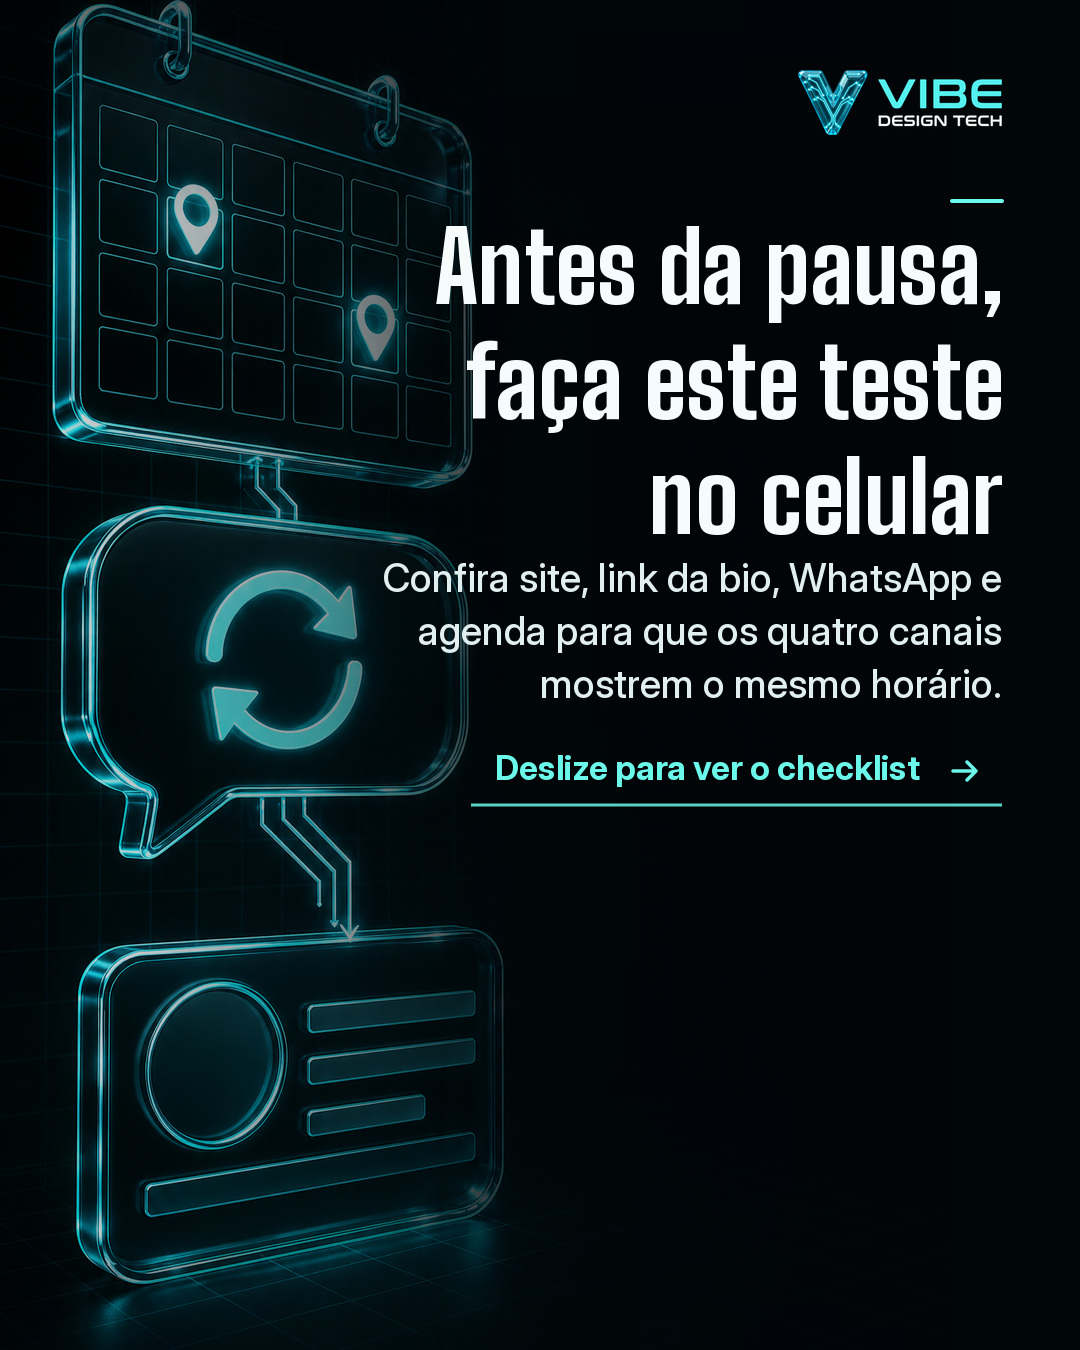 VIBE
DESIGN TECH
Antes da pausa,
faça este teste
no celular
Confira site, link da bio, WhatsApp e
agenda para que os quatro canais
mostrem o mesmo horário.
Deslize para ver o checklist →